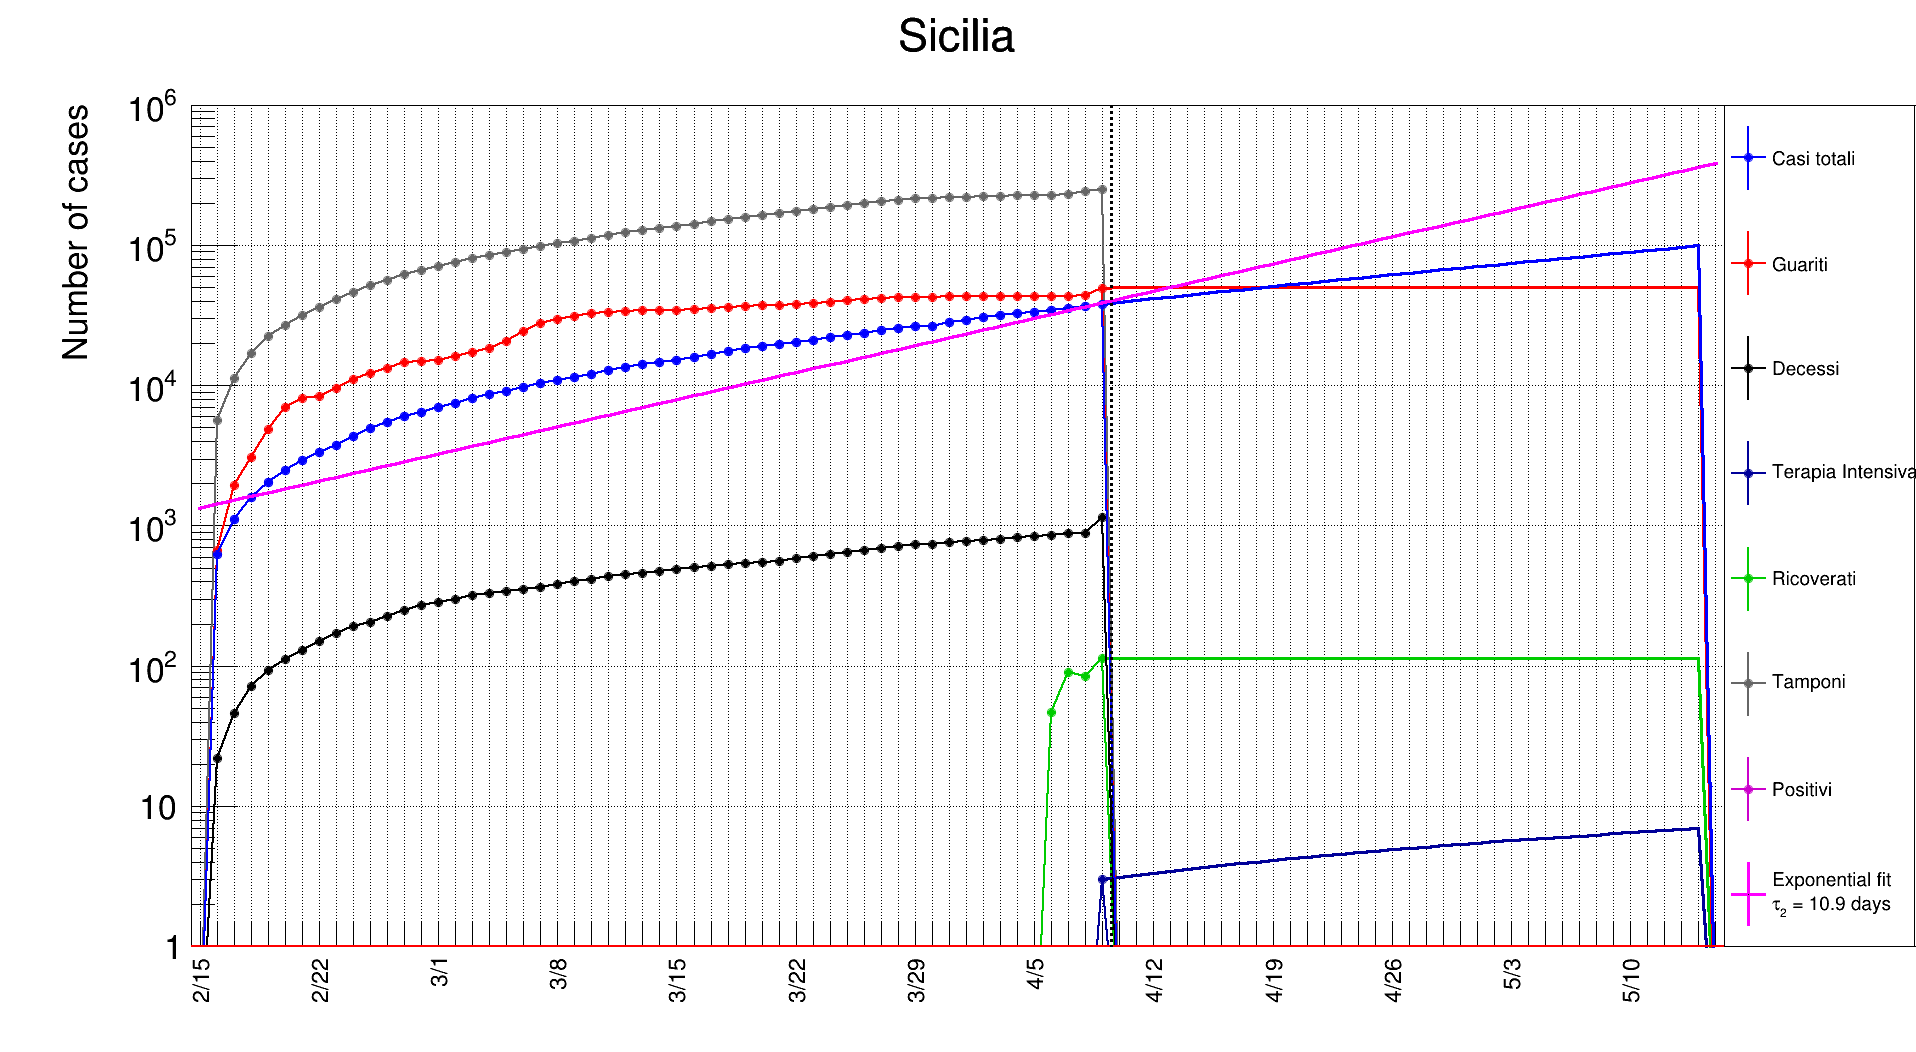 Sicilia
Number of cases
10^6
10^5
10^4
10^3
10^2
10
1
2/15
2/22
3/1
3/8
3/15
3/22
3/29
4/5
4/12
4/19
4/26
5/3
5/10
Casi totali
Guariti
Decessi
Terapia Intensiva
Ricoverati
Tamponi
Positivi
Exponential fit
τ₂ = 10.9 days